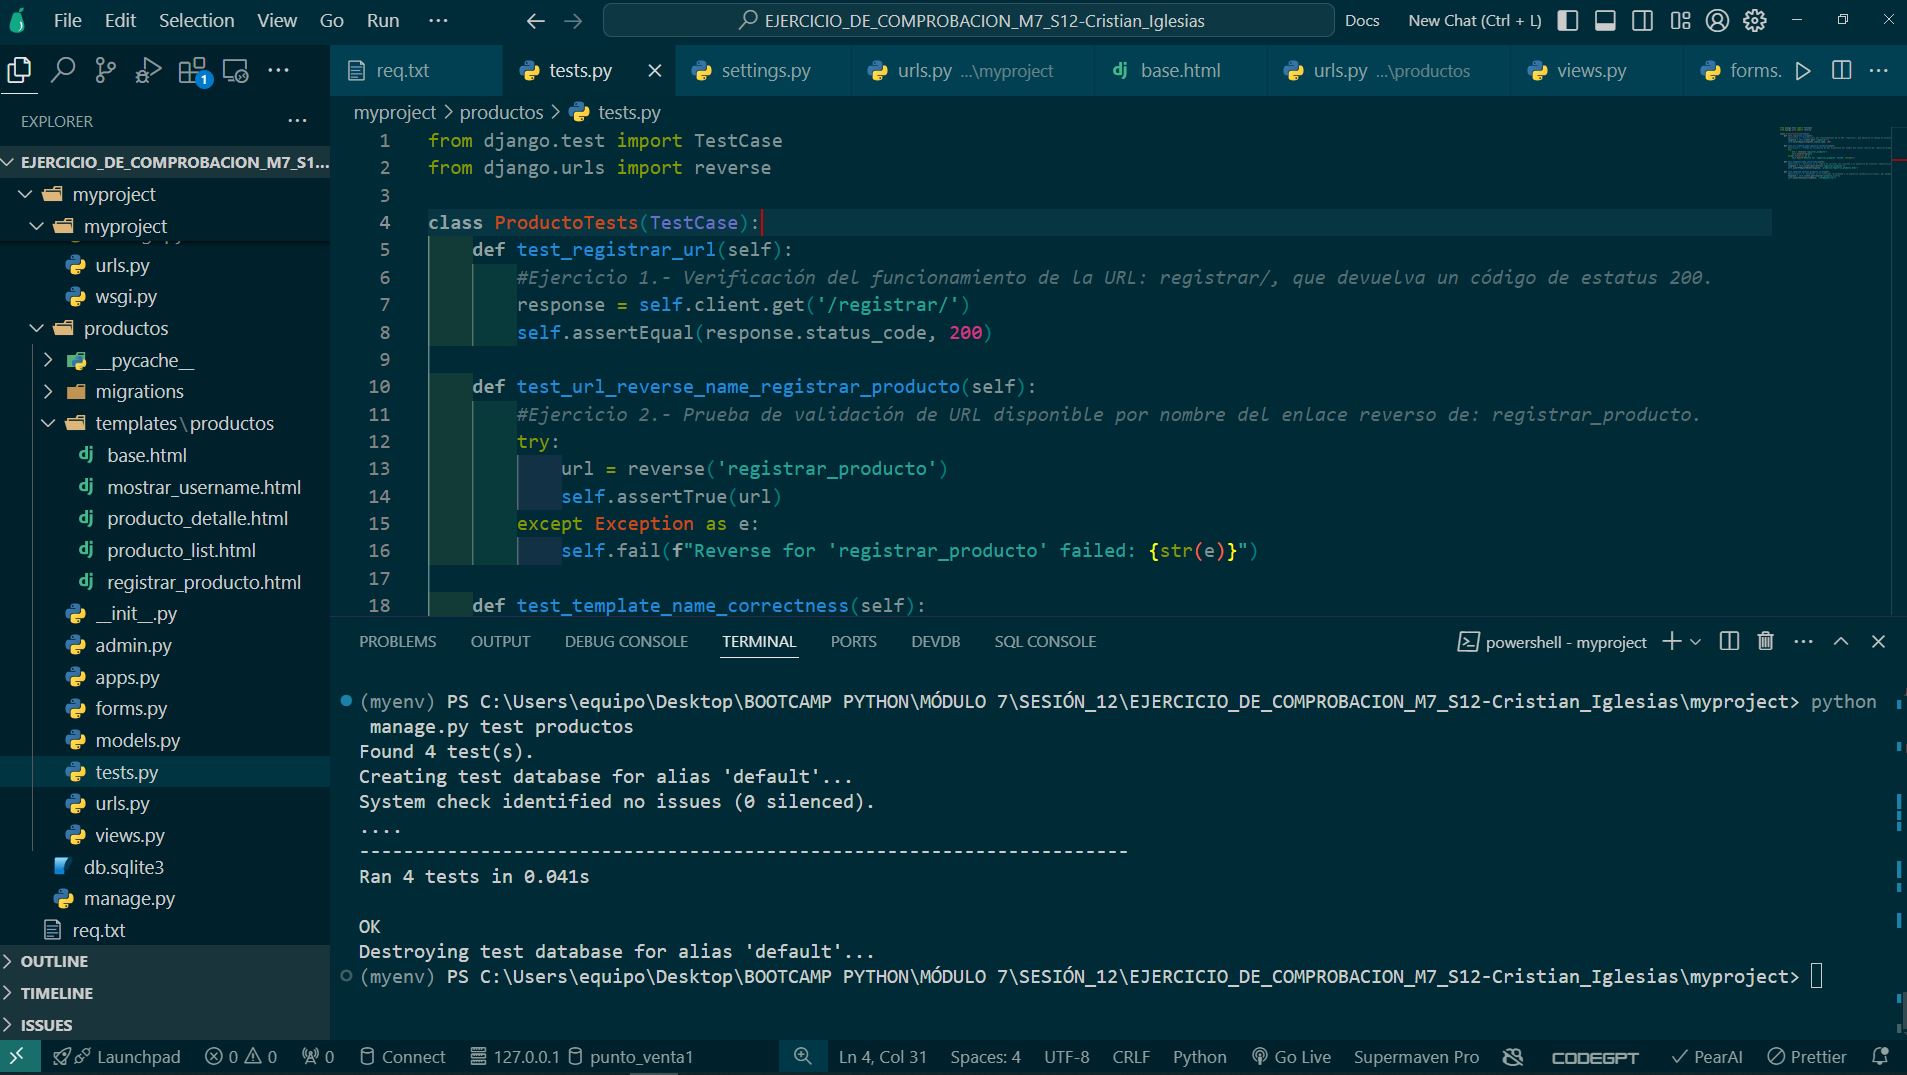 File Edit Selection View Go Run ··· EJERCICIO_DE_COMPROBACION_M7_S12-Cristian_Iglesias Docs New Chat (Ctrl + L)
1
req.txt tests.py settings.py urls.py ...\myproject base.html urls.py ...\productos views.py forms.
EXPLORER
EJERCICIO_DE_COMPROBACION_M7_S1...
myproject
myproject
urls.py
wsgi.py
productos
__pycache__
migrations
templates\productos
base.html
mostrar_username.html
producto_detalle.html
producto_list.html
registrar_producto.html
__init__.py
admin.py
apps.py
forms.py
models.py
tests.py
urls.py
views.py
db.sqlite3
manage.py
req.txt
OUTLINE
TIMELINE
ISSUES
myproject > productos > tests.py
1 from django.test import TestCase
2 from django.urls import reverse
3
4 class ProductoTests(TestCase):
5 def test_registrar_url(self):
6 #Ejercicio 1.- Verificación del funcionamiento de la URL: registrar/, que devuelva un código de estatus 200.
7 response = self.client.get('/registrar/')
8 self.assertEqual(response.status_code, 200)
9
10 def test_url_reverse_name_registrar_producto(self):
11 #Ejercicio 2.- Prueba de validación de URL disponible por nombre del enlace reverso de: registrar_producto.
12 try:
13 url = reverse('registrar_producto')
14 self.assertTrue(url)
15 except Exception as e:
16 self.fail(f"Reverse for 'registrar_producto' failed: {str(e)}")
17
18 def test_template_name_correctness(self):
PROBLEMS OUTPUT DEBUG CONSOLE TERMINAL PORTS DEVDB SQL CONSOLE powershell - myproject
(myenv) PS C:\Users\equipo\Desktop\BOOTCAMP PYTHON\MÓDULO 7\SESIÓN_12\EJERCICIO_DE_COMPROBACION_M7_S12-Cristian_Iglesias\myproject> python
manage.py test productos
Found 4 test(s).
Creating test database for alias 'default'...
System check identified no issues (0 silenced).
....
----------------------------------------------------------------------
Ran 4 tests in 0.041s
OK
Destroying test database for alias 'default'...
(myenv) PS C:\Users\equipo\Desktop\BOOTCAMP PYTHON\MÓDULO 7\SESIÓN_12\EJERCICIO_DE_COMPROBACION_M7_S12-Cristian_Iglesias\myproject>
Launchpad 0 0 0 Connect 127.0.0.1 punto_venta1 Ln 4, Col 31 Spaces: 4 UTF-8 CRLF Python Go Live Supermaven Pro CODEGPT PearAI Prettier